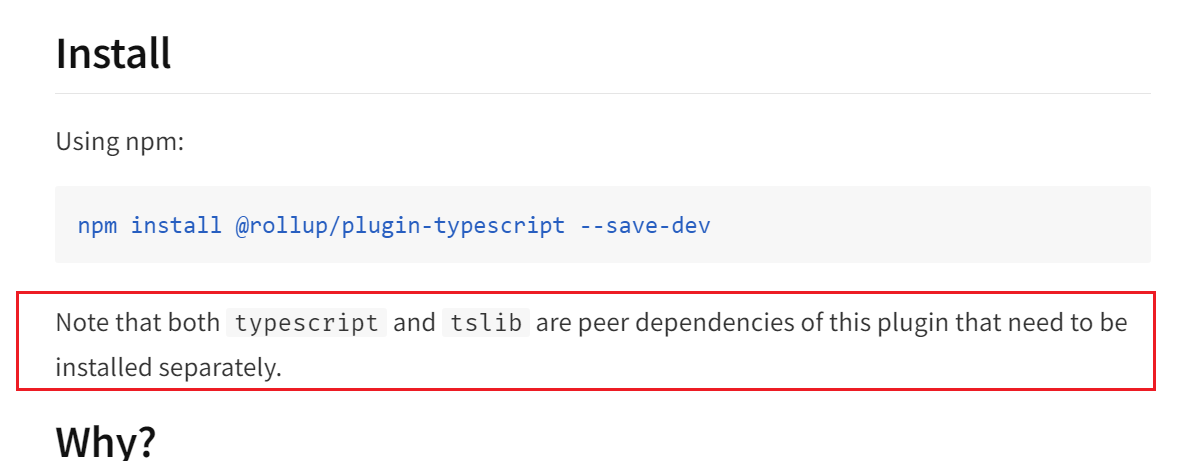 Install
Using npm:
npm install @rollup/plugin-typescript --save-dev
Note that both typescript and tslib are peer dependencies of this plugin that need to be
installed separately.
Why?